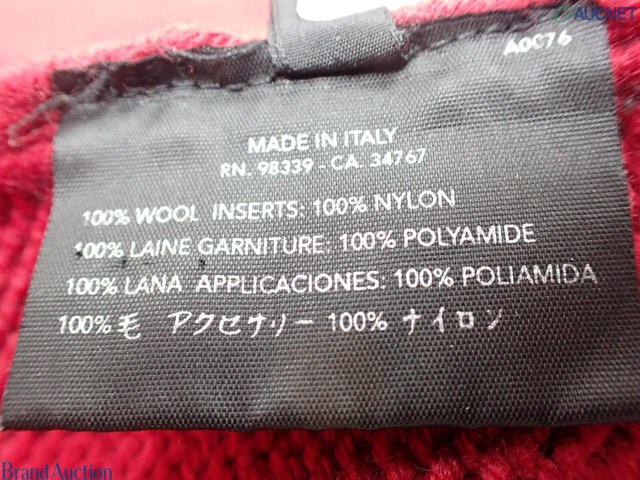 AUCNET
A0C76
MADE IN ITALY
RN. 98339 - CA 34767
100% WOOL INSERTS: 100% NYLON
100% LAINE GARNITURE: 100% POLYAMIDE
100% LANA APPLICACIONES: 100% POLIAMIDA
100% 毛 アクセサリー 100% ナイロン
Brand Auction